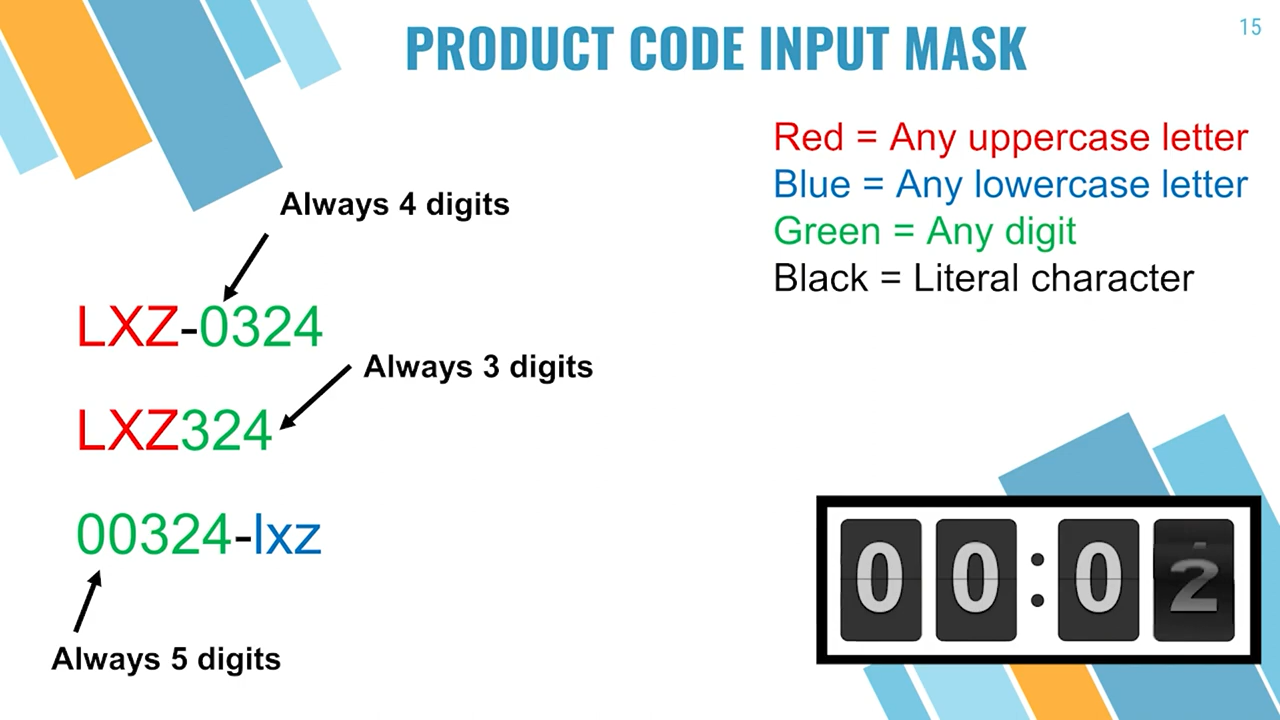 15
PRODUCT CODE INPUT MASK
Red = Any uppercase letter
Blue = Any lowercase letter
Green = Any digit
Black = Literal character
Always 4 digits
LXZ-0324
Always 3 digits
LXZ324
00324-lxz
Always 5 digits
00:02